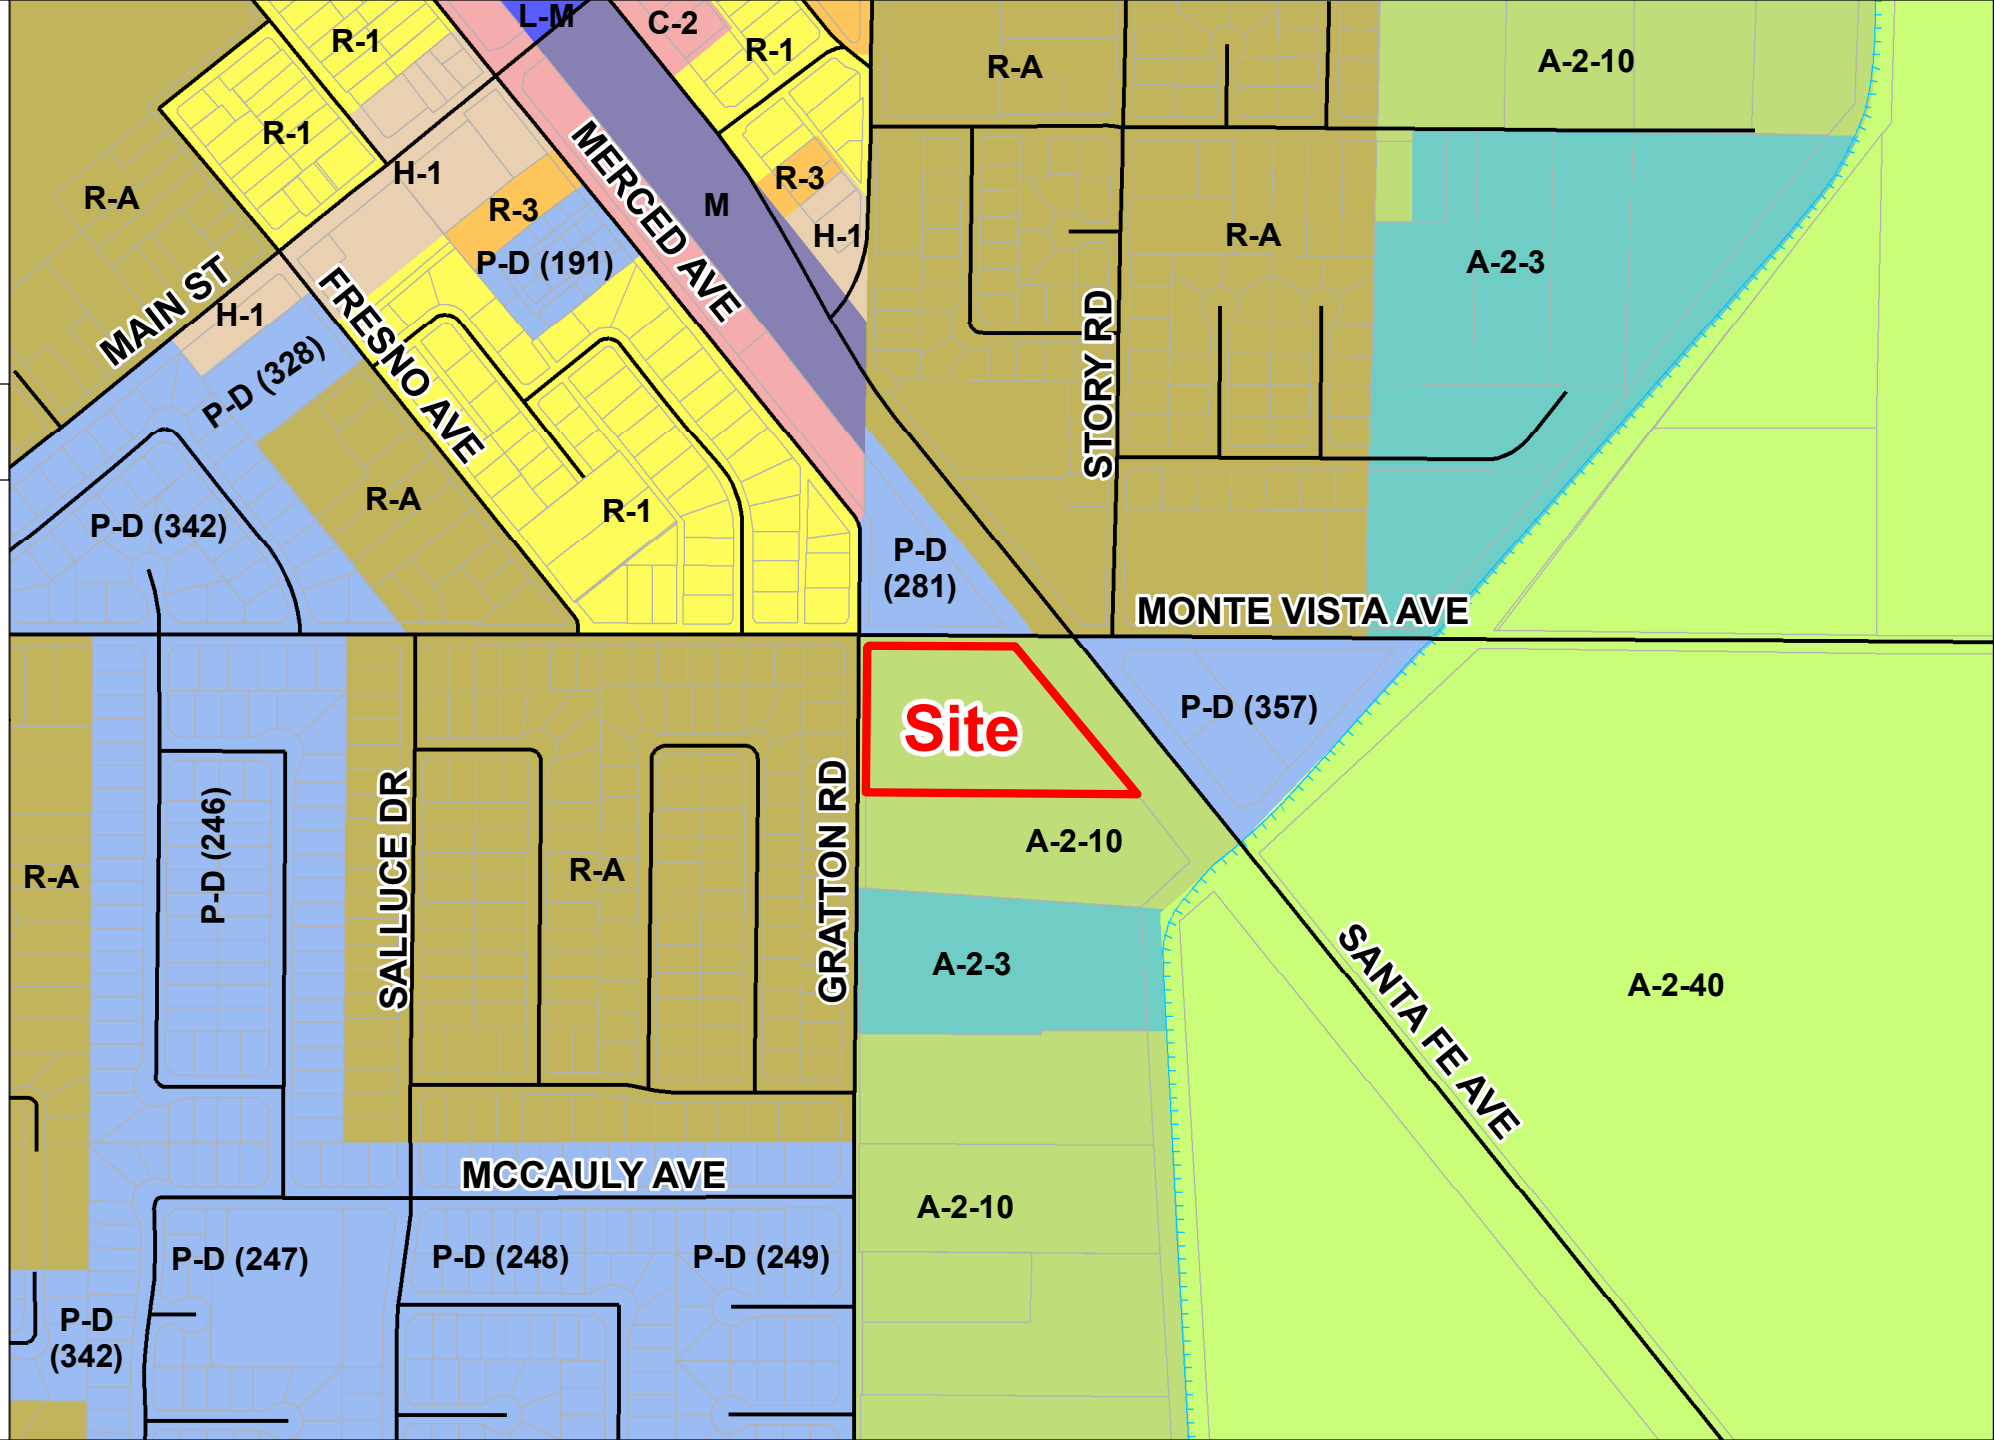 L-M
C-2
R-1
R-1
R-A
A-2-10
R-1
H-1
R-3
R-A
R-3
M
MERCED AVE
H-1
R-A
P-D (191)
A-2-3
MAIN ST
H-1
FRESNO AVE
P-D (328)
STORY RD
R-A
R-1
P-D (342)
P-D
(281)
MONTE VISTA AVE
Site
P-D (357)
P-D (246)
SALLUCE DR
GRATTON RD
A-2-10
R-A
R-A
A-2-3
SANTA FE AVE
A-2-40
MCCAULY AVE
A-2-10
P-D (247)
P-D (248)
P-D (249)
P-D
(342)